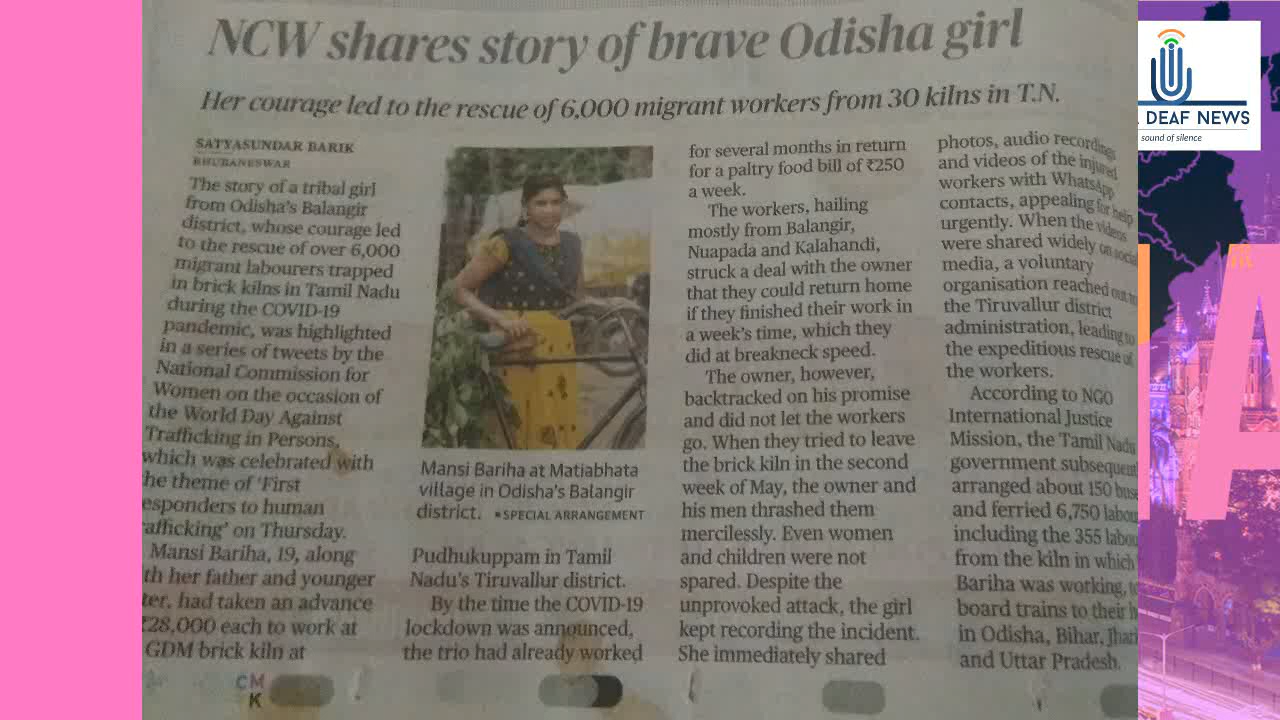 NCW shares story of brave Odisha girl
Her courage led to the rescue of 6,000 migrant workers from 30 kilns in T.N.
SATYASUNDAR BARIK
BHUBANESWAR
The story of a tribal girl
from Odisha's Balangir
district, whose courage led
to the rescue of over 6,000
migrant labourers trapped
in brick kilns in Tamil Nadu
during the COVID-19
pandemic, was highlighted
in a series of tweets by the
National Commission for
Women on the occasion of
the World Day Against
Trafficking in Persons,
which was celebrated with
he theme of 'First
esponders to human
rafficking' on Thursday.
Mansi Bariha, 19, along
th her father and younger
ter, had taken an advance
₹28,000 each to work at
GDM brick kiln at
Mansi Bariha at Matiabhata
village in Odisha's Balangir
district. ■SPECIAL ARRANGEMENT
Pudhukuppam in Tamil
Nadu's Tiruvallur district.
By the time the COVID-19
lockdown was announced,
the trio had already worked
for several months in return
for a paltry food bill of ₹250
a week.
The workers, hailing
mostly from Balangir,
Nuapada and Kalahandi,
struck a deal with the owner
that they could return home
if they finished their work in
a week's time, which they
did at breakneck speed.
The owner, however,
backtracked on his promise
and did not let the workers
go. When they tried to leave
the brick kiln in the second
week of May, the owner and
his men thrashed them
mercilessly. Even women
and children were not
spared. Despite the
unprovoked attack, the girl
kept recording the incident.
She immediately shared
photos, audio recordings
and videos of the injured
workers with WhatsApp
contacts, appealing for help
urgently. When the videos
were shared widely on social
media, a voluntary
organisation reached out to
the Tiruvallur district
administration, leading to
the expeditious rescue of
the workers.
According to NGO
International Justice
Mission, the Tamil Nadu
government subsequent
arranged about 150 buse
and ferried 6,750 labou
including the 355 labou
from the kiln in which
Bariha was working, to
board trains to their h
in Odisha, Bihar, Jhar
and Uttar Pradesh.
CM
K
DEAF NEWS
sound of silence
A